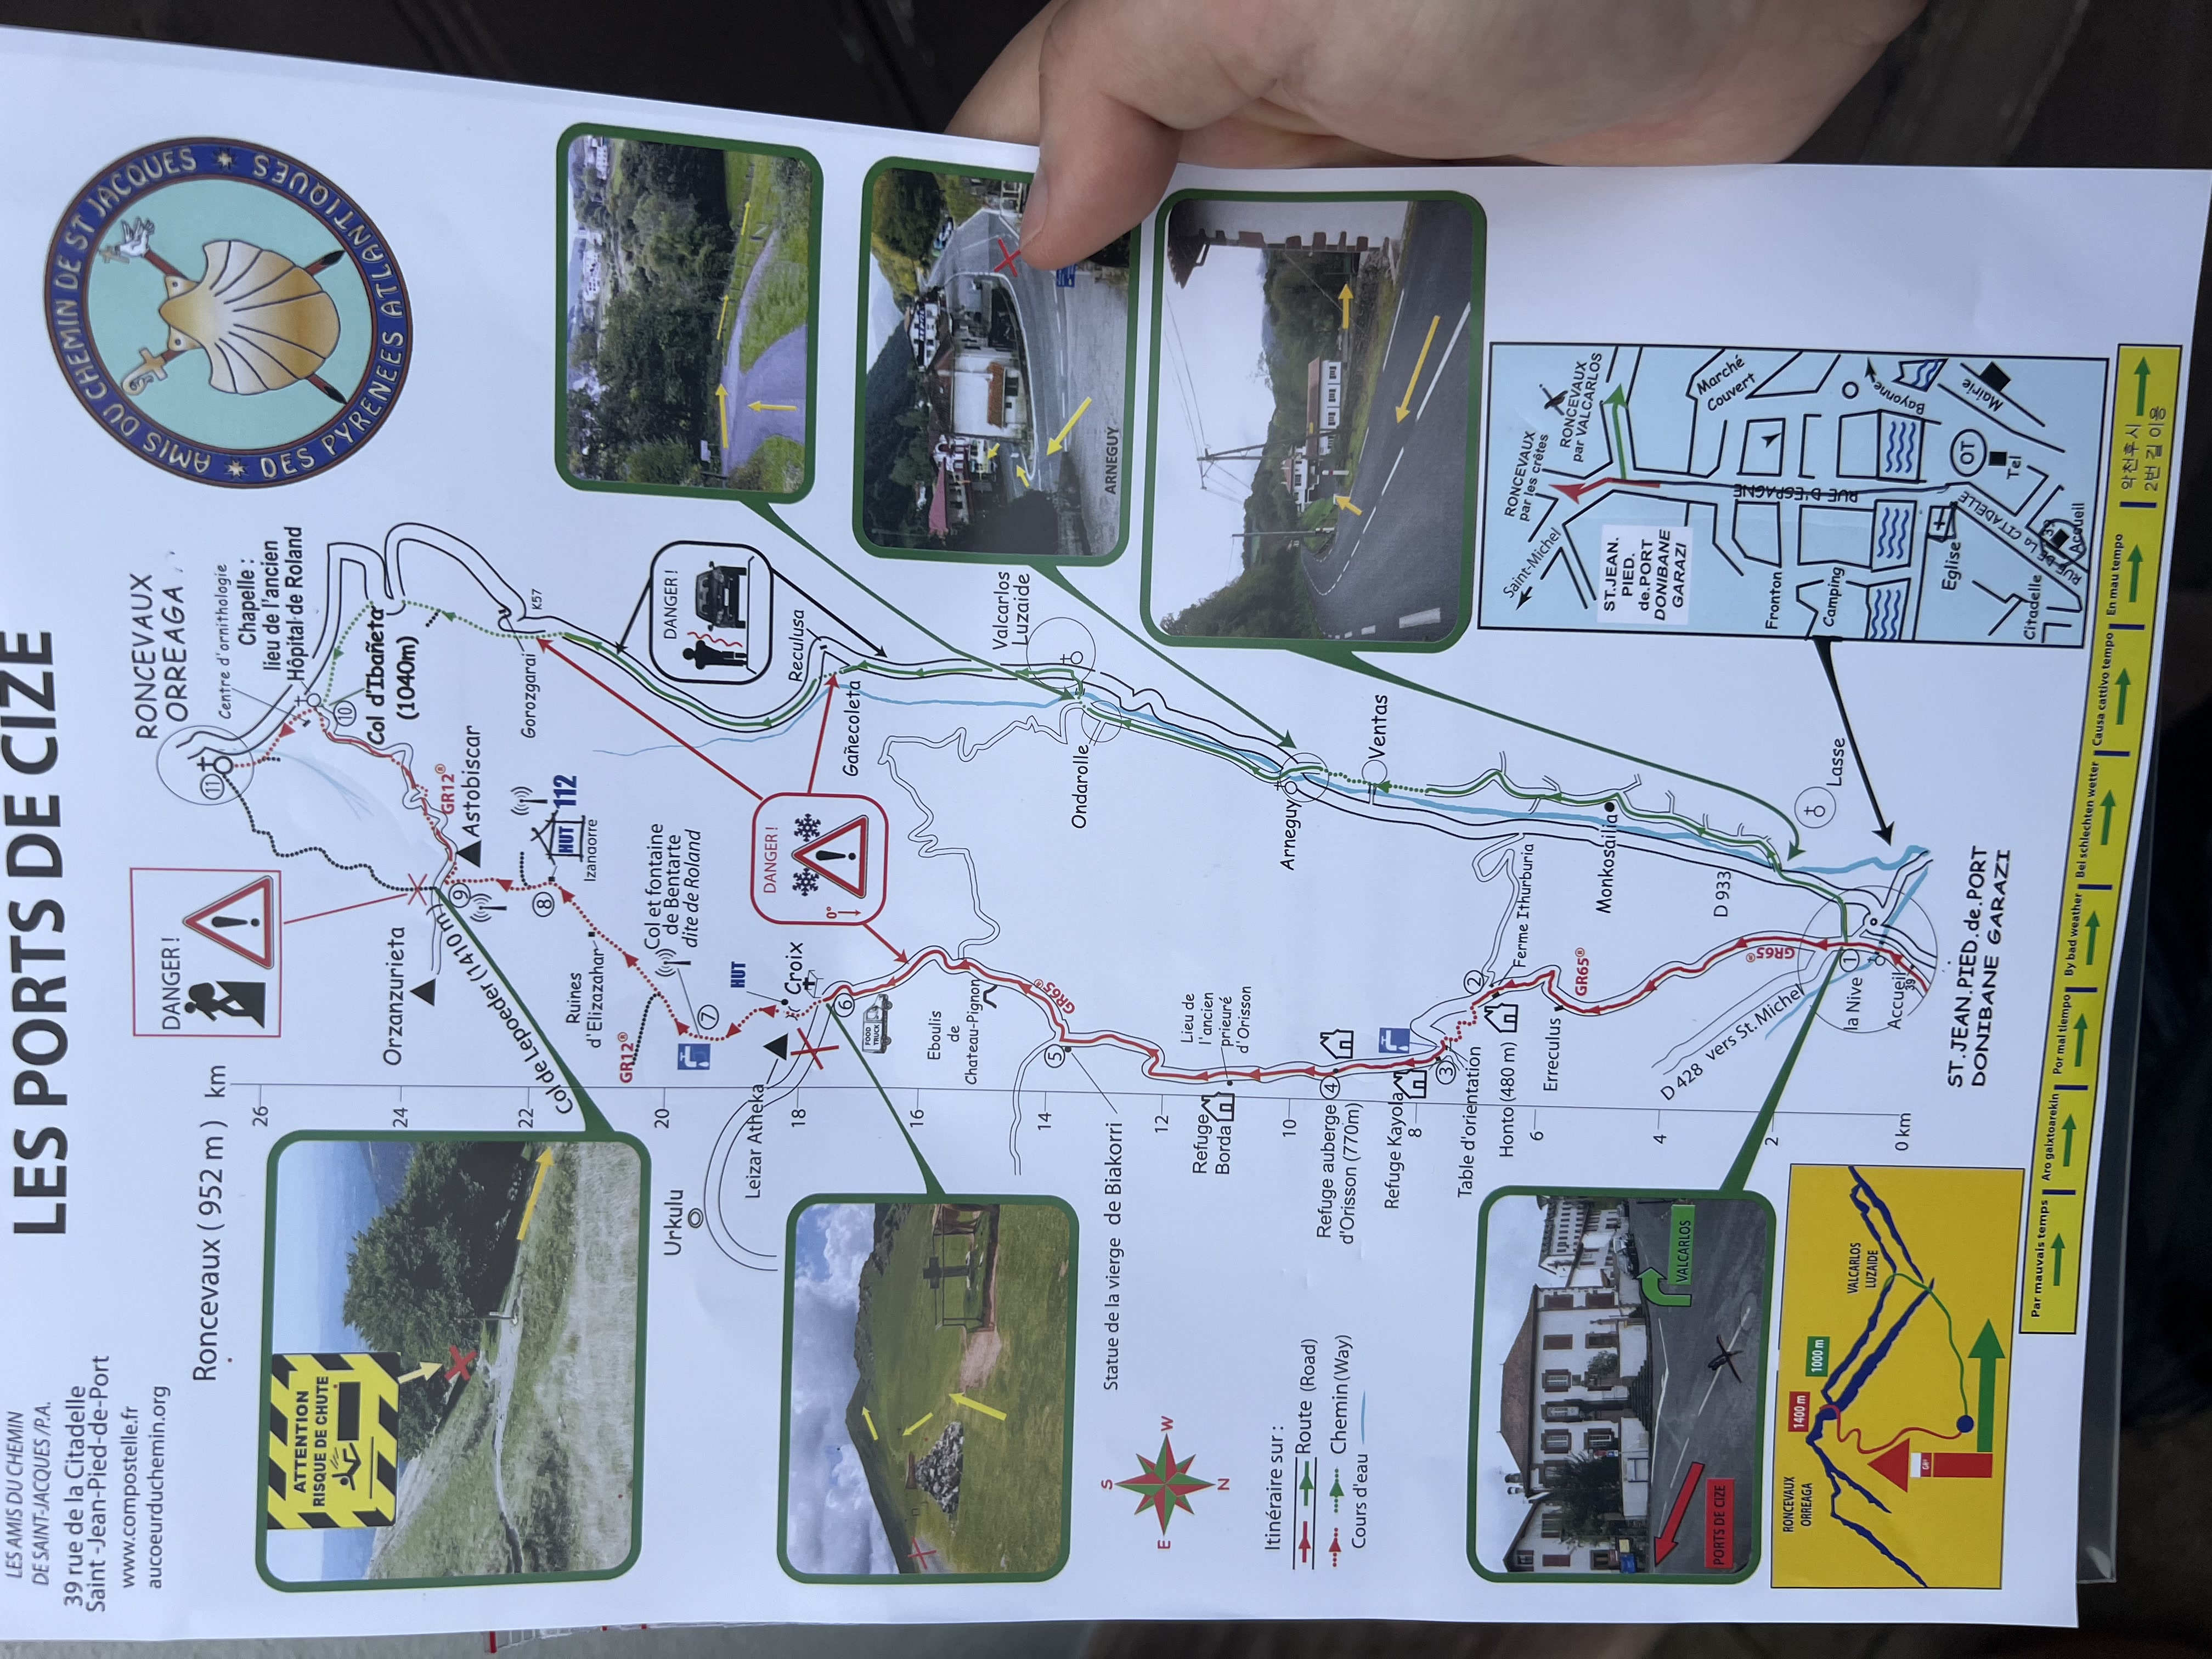 LES AMIS DU CHEMIN
DE SAINT-JACQUES /P.A.
39 rue de la Citadelle
Saint -Jean-Pied-de-Port
www.compostelle.fr
aucoeurduchemin.org
LES PORTS DE CIZE
AMIS DU CHEMIN DE ST JACQUES
DES PYRENEES ATLANTIQUES
RONCEVAUX
ORREAGA
Roncevaux ( 952 m )
km
DANGER !
11
Centre d'ornithologie
Chapelle :
lieu de l'ancien
Hôpital de Roland
26
ATTENTION
RISQUE DE CHUTE
10
Col d'Ibañeta
(1040m)
Orzanzurieta
24
GR12®
9
Astobiscar
Col de Lepoeder (1410 m)
22
Gorozgarai
K57
8
HUT
112
Izandorre
Ruines
d'Elizazahar
GR12®
20
Col et fontaine
de Bentarte
dite de Roland
DANGER !
Urkulu
7
HUT
Leizar Atheka
DANGER !
0°
18
Croix
Reculusa
6
Gañecoleta
FOOD
TRUCK
16
Eboulis
de
Chateau-Pignon
Valcarlos
Luzaide
14
5
GR65®
Ondarolle
ARNEGUY
Statue de la vierge de Biakorri
S
E
W
N
12
Refuge
Borda
Lieu de
l'ancien
prieuré
d'Orisson
Itinéraire sur :
Route (Road)
Chemin (Way)
Cours d'eau
10
Arneguy
Refuge auberge
d'Orisson (770m)
4
Ventas
Refuge Kayola
8
3
Table d'orientation
2
Honto (480 m)
Ferme Ithurburia
6
Erreculus
GR65®
Monkosailia
4
D 428 vers St. Michel
D 933
GR65®
2
VALCARLOS
PORTS DE CIZE
Lasse
la Nive
1
Accueil
39
0 km
ST.JEAN.PIED.de.PORT
DONIBANE GARAZI
RONCEVAUX
ORREAGA
1400 m
1000 m
VALCARLOS
LUZAIDE
Saint-Michel
RONCEVAUX
par les crêtes
RONCEVAUX
par VALCARLOS
ST.JEAN.
PIED.
de.PORT
DONIBANE
GARAZI
Marché
Couvert
Fronton
RUE D'ESPAGNE
Camping
Bayonne
Eglise
OT
Tel
Mairie
Citadelle
RUE DE La CITADELLE
39
Accueil
Par mauvais temps
Aro gaixtoarekin
Por mal tiempo
By bad weather
Bei schlechten wetter
Causa cattivo tempo
En mau tempo
악천후시
2번 길 이용